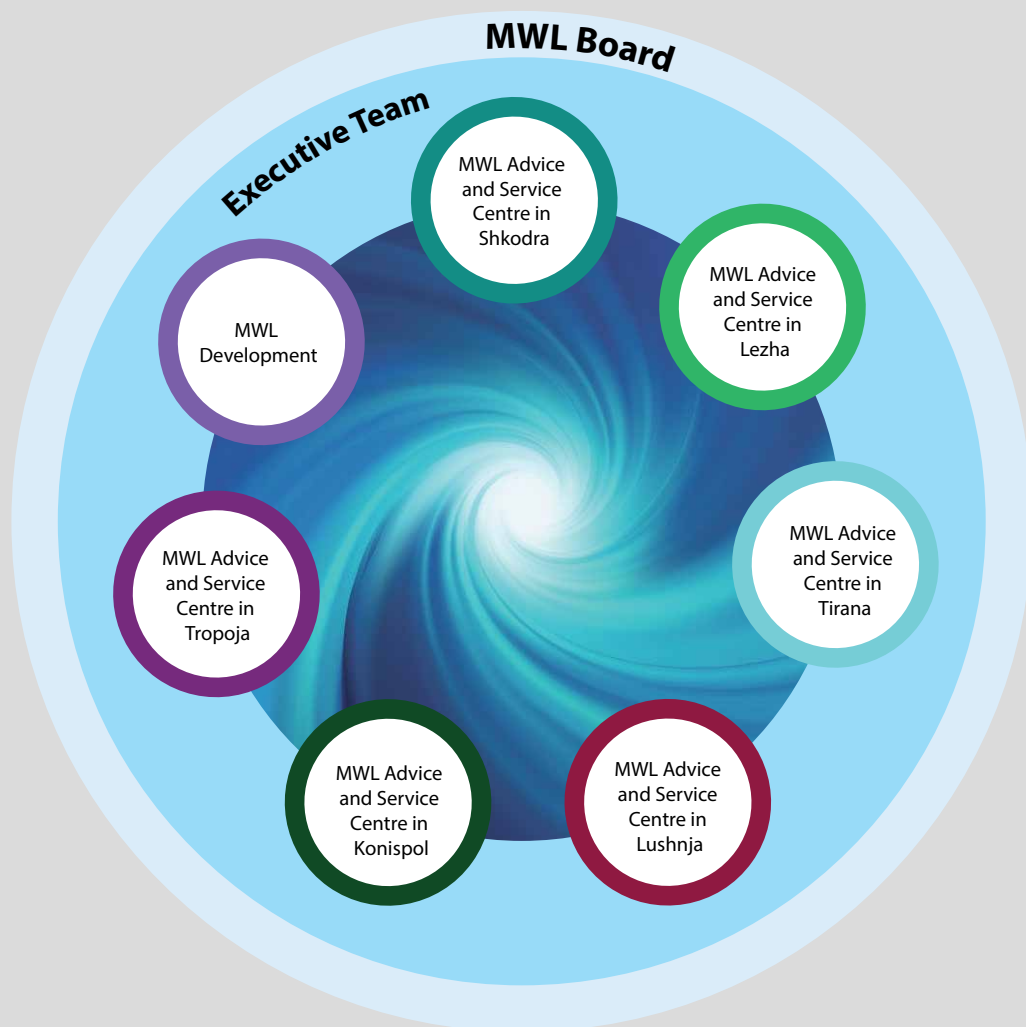 MWL Board
Executive Team
MWL Advice
and Service
Centre in
Shkodra
MWL Advice
and Service
Centre in
Lezha
MWL Advice
and Service
Centre in
Tirana
MWL Advice
and Service
Centre in
Lushnja
MWL Advice
and Service
Centre in
Konispol
MWL Advice
and Service
Centre in
Tropoja
MWL
Development